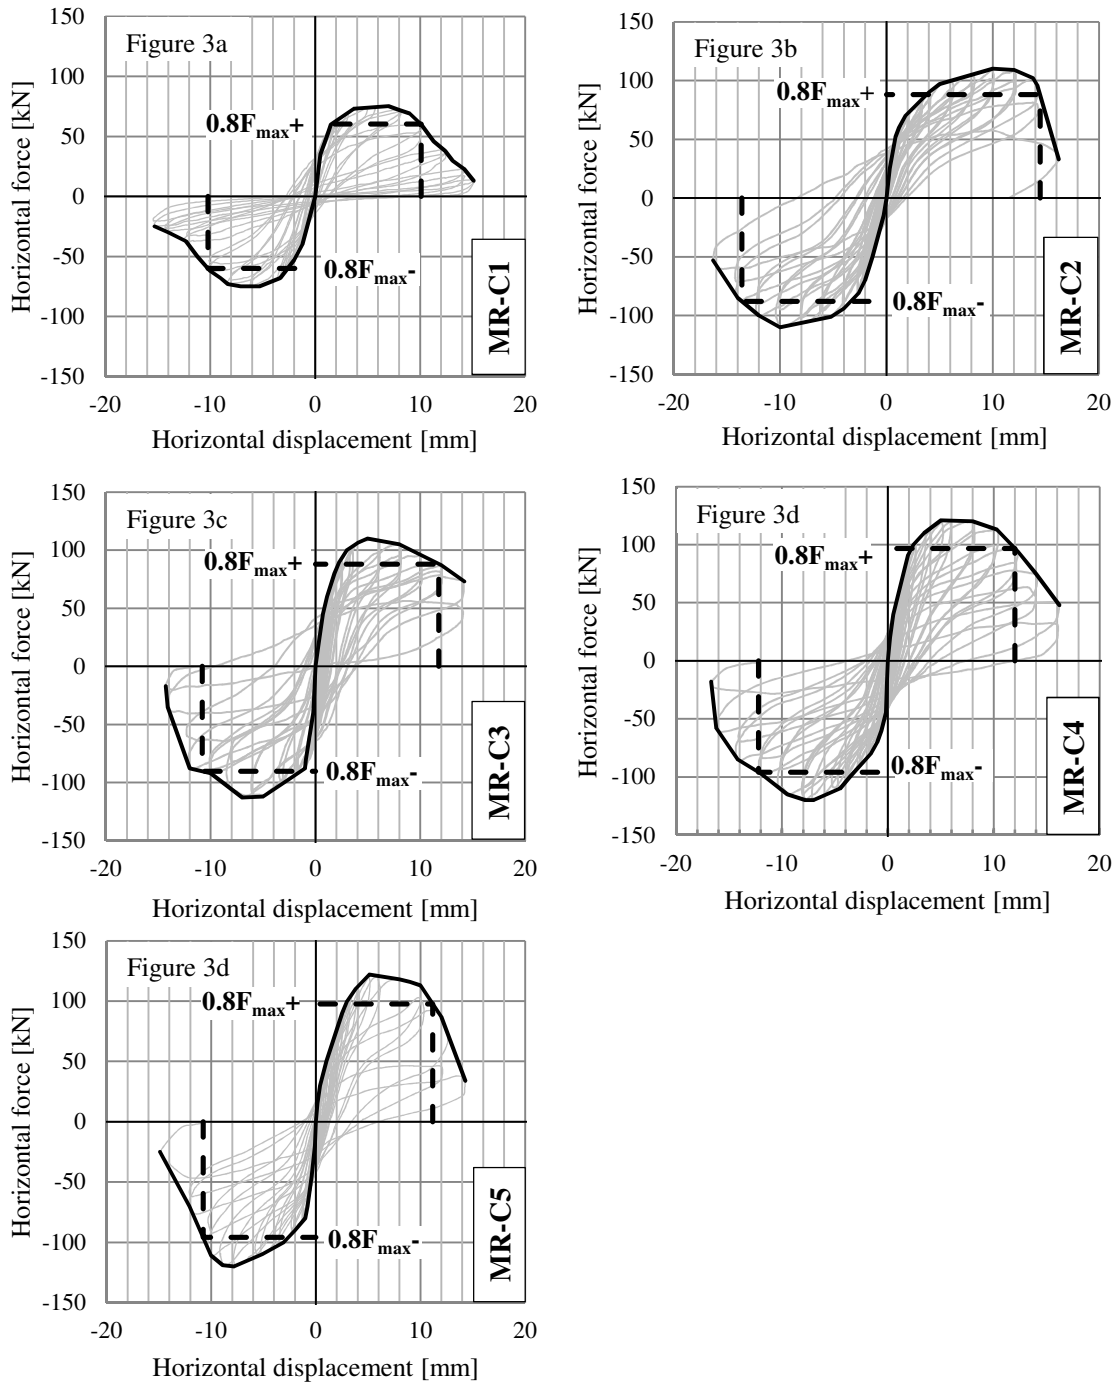 Figure 3a
Horizontal force [kN]
150
100
50
0
-50
-100
-150
0.8Fmax+
0.8Fmax-
MR-C1
-20 -10 0 10 20
Horizontal displacement [mm]
Figure 3b
Horizontal force [kN]
150
100
50
0
-50
-100
-150
0.8Fmax+
0.8Fmax-
MR-C2
-20 -10 0 10 20
Horizontal displacement [mm]
Figure 3c
Horizontal force [kN]
150
100
50
0
-50
-100
-150
0.8Fmax+
0.8Fmax-
MR-C3
-20 -10 0 10 20
Horizontal displacement [mm]
Figure 3d
Horizontal force [kN]
150
100
50
0
-50
-100
-150
0.8Fmax+
0.8Fmax-
MR-C4
-20 -10 0 10 20
Horizontal displacement [mm]
Figure 3d
Horizontal force [kN]
150
100
50
0
-50
-100
-150
0.8Fmax+
0.8Fmax-
MR-C5
-20 -10 0 10 20
Horizontal displacement [mm]